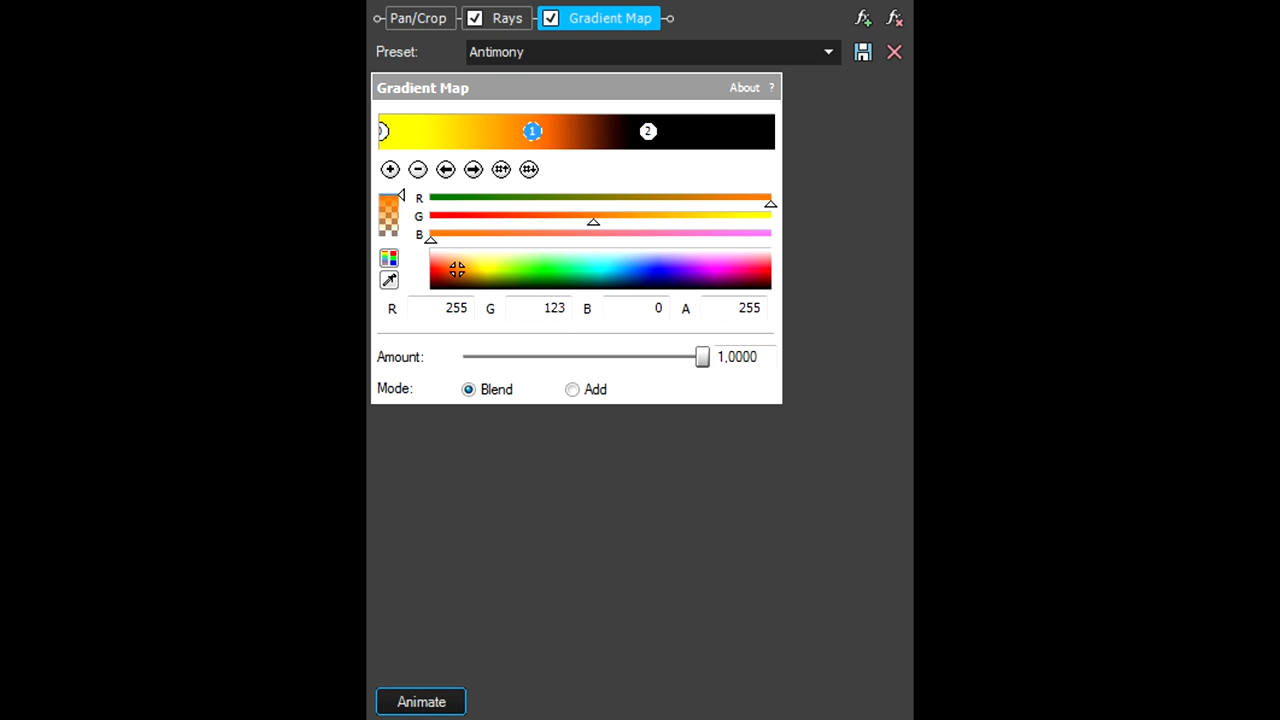 Pan/Crop Rays Gradient Map
Preset: Antimony
Gradient Map About ?
1 2
R
G
B
R 255 G 123 B 0 A 255
Amount: 1,0000
Mode: Blend Add
Animate